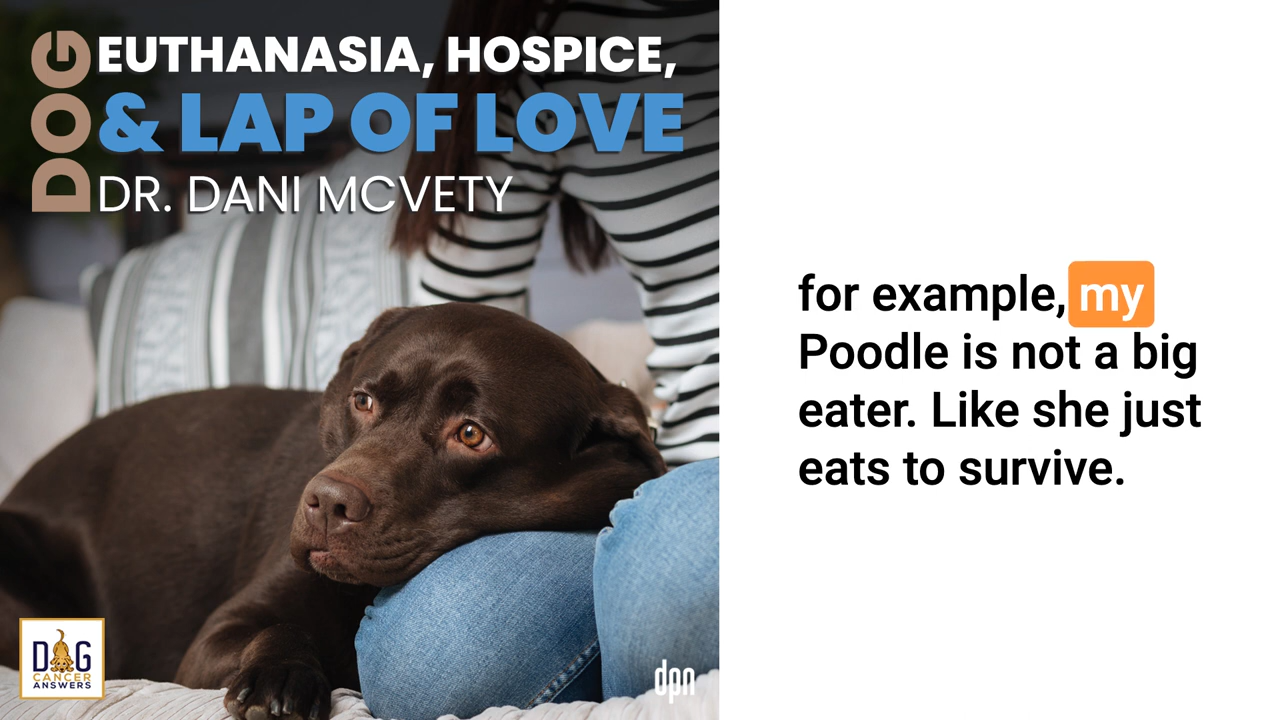 DOG
EUTHANASIA, HOSPICE,
& LAP OF LOVE
DR. DANI MCVETY
for example, my
Poodle is not a big
eater. Like she just
eats to survive.
DOG
CANCER
ANSWERS
dpn